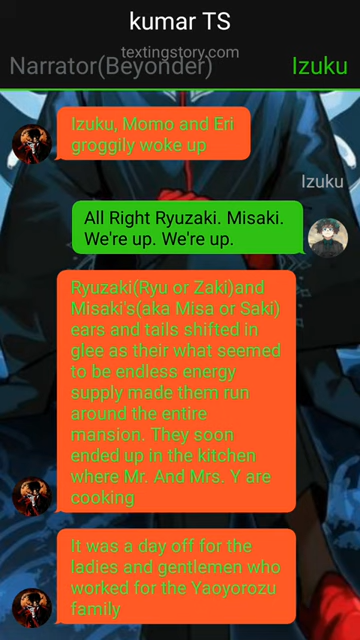 kumar TS
textingstory.com
Narrator(Beyonder)
Izuku
Izuku, Momo and Eri
groggily woke up
Izuku
All Right Ryuzaki. Misaki.
We're up. We're up.
Ryuzaki(Ryu or Zaki)and
Misaki's(aka Misa or Saki)
ears and tails shifted in
glee as their what seemed
to be endless energy
supply made them run
around the entire
mansion. They soon
ended up in the kitchen
where Mr. And Mrs. Y are
cooking
It was a day off for the
ladies and gentlemen who
worked for the Yaoyorozu
family